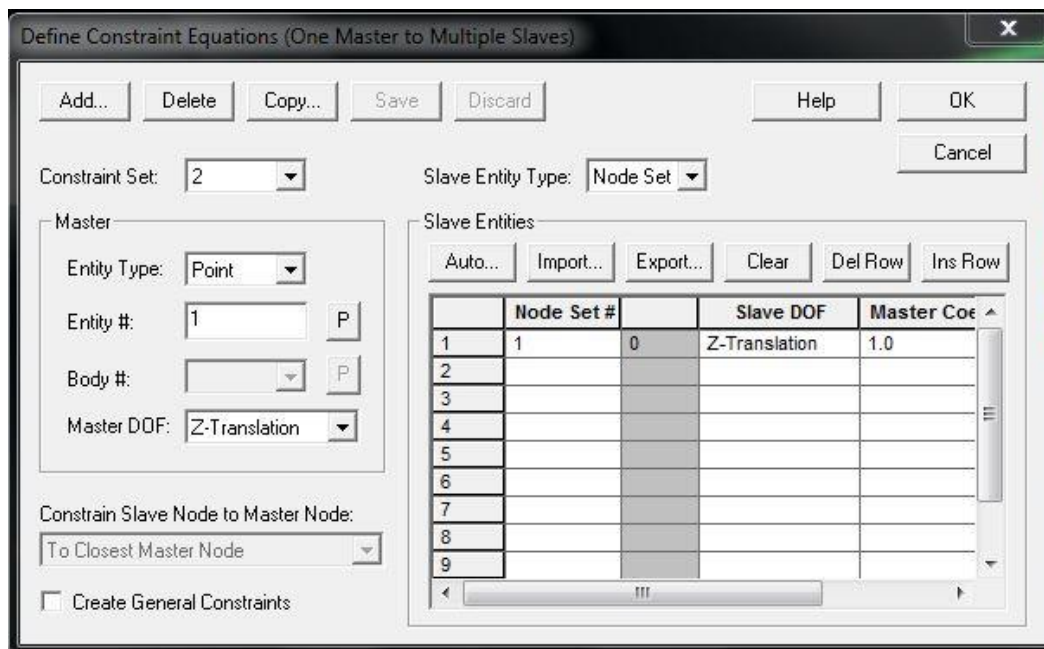 Define Constraint Equations (One Master to Multiple Slaves)
x
Add... Delete Copy... Save Discard Help OK
Cancel
Constraint Set: 2 Slave Entity Type: Node Set
Master Slave Entities
Auto... Import... Export... Clear Del Row Ins Row
Entity Type: Point
Entity #: 1 P
Body #: P
Master DOF: Z-Translation
Node Set # Slave DOF Master Coe
1 1 0 Z-Translation 1.0
2
3
4
5
6
7
8
9
Constrain Slave Node to Master Node:
To Closest Master Node
Create General Constraints